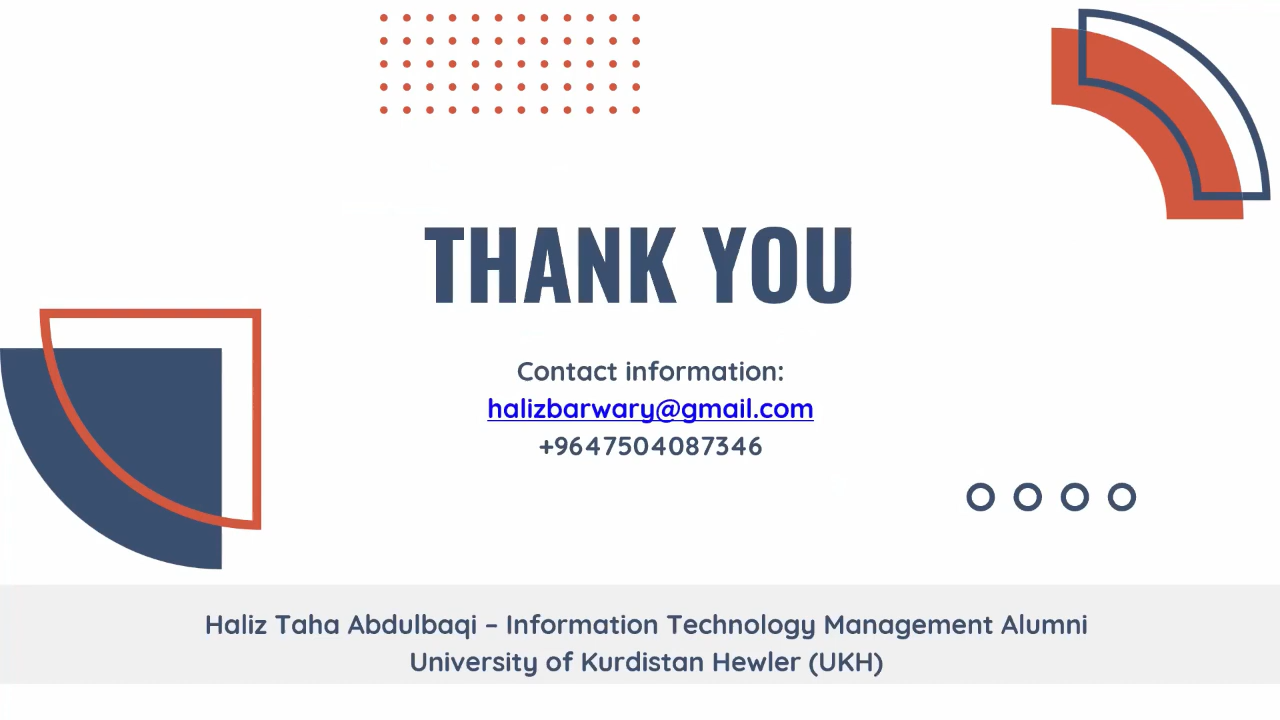 THANK YOU
Contact information:
halizbarwary@gmail.com
+9647504087346
Haliz Taha Abdulbaqi – Information Technology Management Alumni
University of Kurdistan Hewler (UKH)